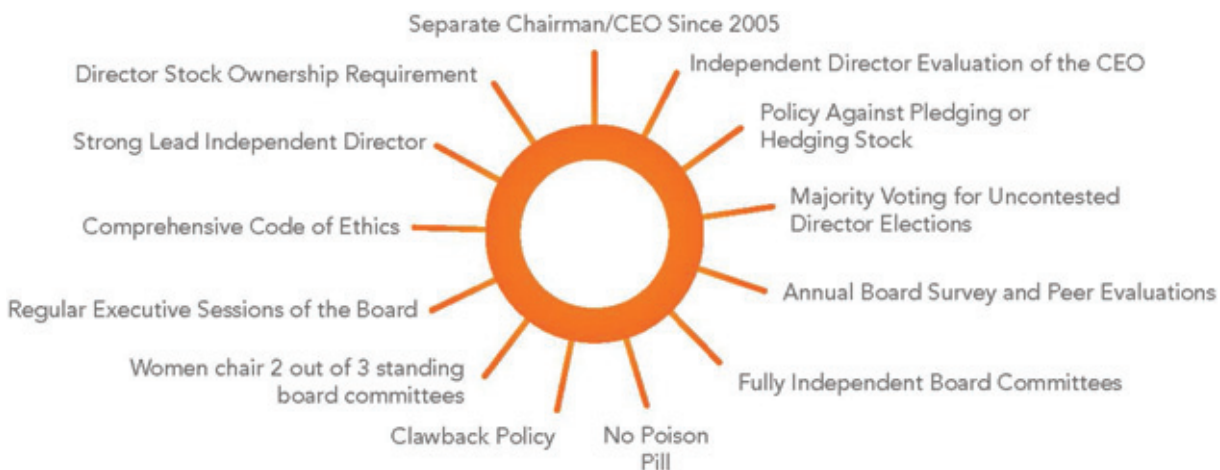 Separate Chairman/CEO Since 2005
Independent Director Evaluation of the CEO
Policy Against Pledging or
Hedging Stock
Majority Voting for Uncontested
Director Elections
Annual Board Survey and Peer Evaluations
Fully Independent Board Committees
No Poison
Pill
Clawback Policy
Women chair 2 out of 3 standing
board committees
Regular Executive Sessions of the Board
Comprehensive Code of Ethics
Strong Lead Independent Director
Director Stock Ownership Requirement